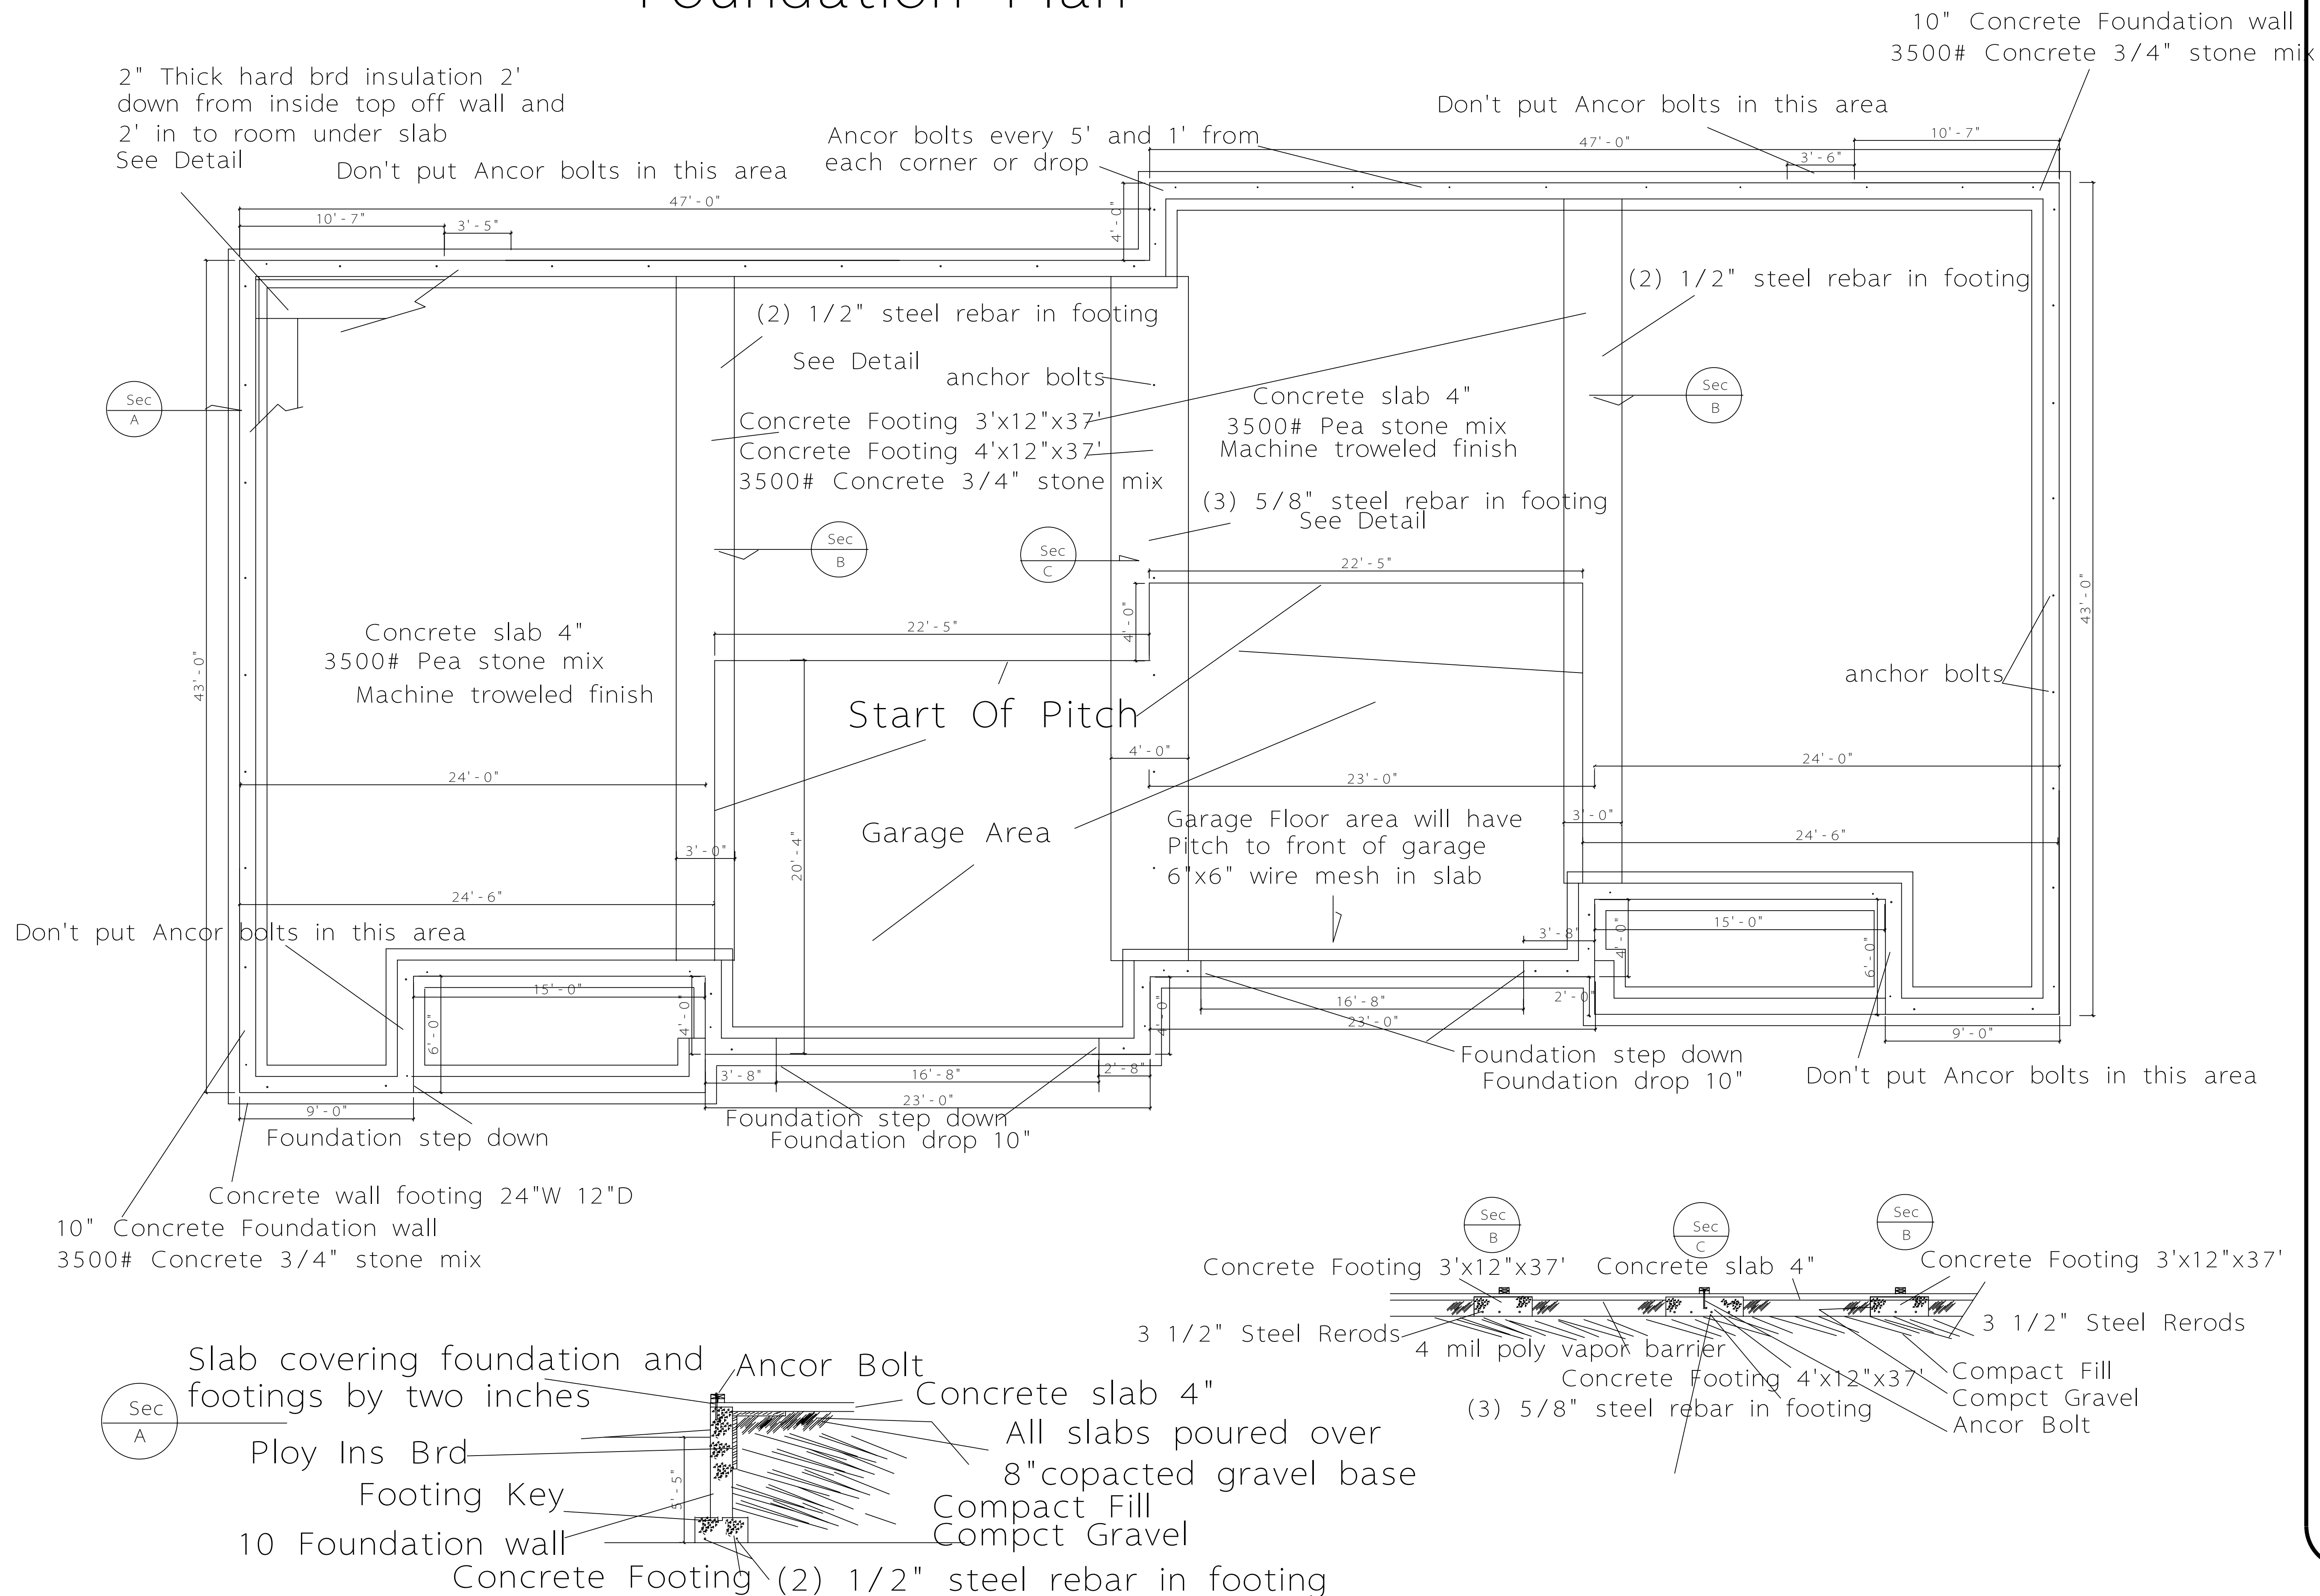 Foundation Plan
10" Concrete Foundation wall
3500# Concrete 3/4" stone mix
2" Thick hard brd insulation 2'
down from inside top off wall and
2' in to room under slab
See Detail
Don't put Ancor bolts in this area
Ancor bolts every 5' and 1' from
each corner or drop
Don't put Ancor bolts in this area
10'-7"
47'-0"
3'-6"
47'-0"
10'-7"
3'-5"
4'-0"
(2) 1/2" steel rebar in footing
(2) 1/2" steel rebar in footing
See Detail
anchor bolts
Sec
A
Sec
B
Concrete slab 4"
3500# Pea stone mix
Machine troweled finish
Concrete Footing 3'x12"x37'
Concrete Footing 4'x12"x37'
3500# Concrete 3/4" stone mix
(3) 5/8" steel rebar in footing
See Detail
Sec
B
Sec
C
22'-5"
4'-0"
43'-0"
22'-5"
Concrete slab 4"
3500# Pea stone mix
Machine troweled finish
43'-0"
anchor bolts
Start Of Pitch
4'-0"
24'-0"
24'-0"
23'-0"
Garage Area
Garage Floor area will have
Pitch to front of garage
6"x6" wire mesh in slab
3'-0"
24'-6"
3'-0"
20'-4"
24'-6"
Don't put Ancor bolts in this area
15'-0"
3'-8"
4'-0"
6'-0"
15'-0"
6'-0"
4'-0"
4'-0"
16'-8"
2'-0"
23'-0"
9'-0"
Foundation step down
Foundation drop 10"
Don't put Ancor bolts in this area
3'-8"
16'-8"
2'-8"
23'-0"
9'-0"
Foundation step down
Foundation step down
Foundation drop 10"
Concrete wall footing 24"W 12"D
10" Concrete Foundation wall
3500# Concrete 3/4" stone mix
Sec
B
Sec
C
Sec
B
Concrete Footing 3'x12"x37'
Concrete slab 4"
Concrete Footing 3'x12"x37'
3 1/2" Steel Rerods
4 mil poly vapor barrier
3 1/2" Steel Rerods
Concrete Footing 4'x12"x37'
(3) 5/8" steel rebar in footing
Compact Fill
Compct Gravel
Ancor Bolt
Sec
A
Slab covering foundation and
footings by two inches
Ancor Bolt
Concrete slab 4"
All slabs poured over
8"copacted gravel base
Ploy Ins Brd
5'-5"
Footing Key
Compact Fill
Compct Gravel
10 Foundation wall
Concrete Footing
(2) 1/2" steel rebar in footing